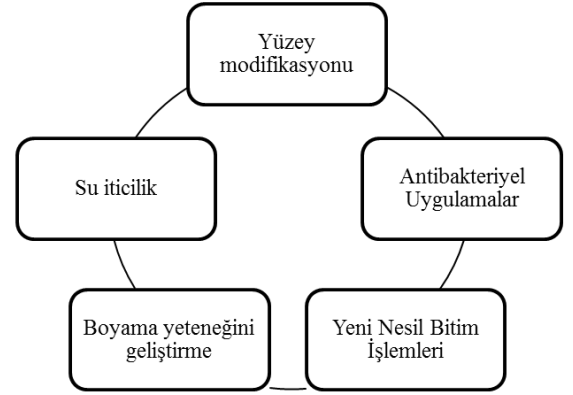 Yüzey
modifikasyonu
Antibakteriyel
Uygulamalar
Yeni Nesil Bitim
İşlemleri
Boyama yeteneğini
geliştirme
Su iticilik